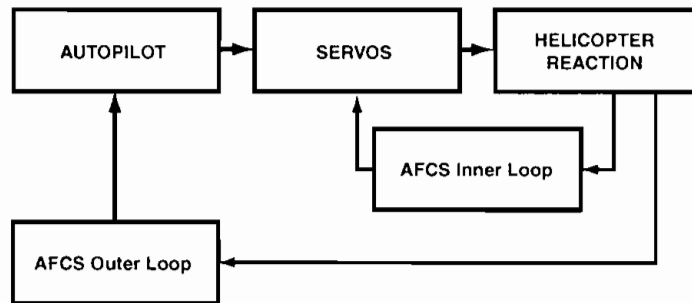 AUTOPILOT
SERVOS
HELICOPTER
REACTION
AFCS Inner Loop
AFCS Outer Loop